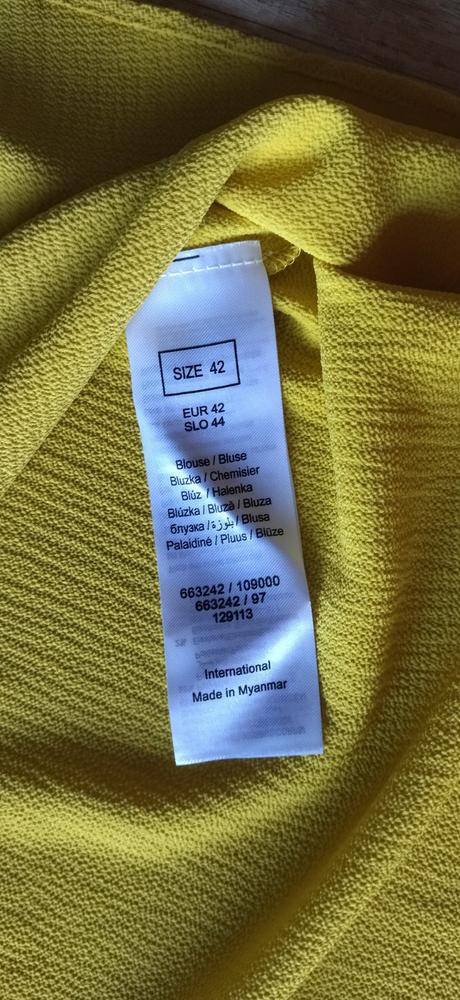 SIZE 42
EUR 42
SLO 44
Blouse / Bluse
Bluzka / Chemisier
Blúz / Halenka
Blúzka / Bluză / Bluza
блузка / بلوزة / Blusa
Palaidinė / Pluus / Blūze
663242 / 109000
663242 / 97
129113
International
Made in Myanmar